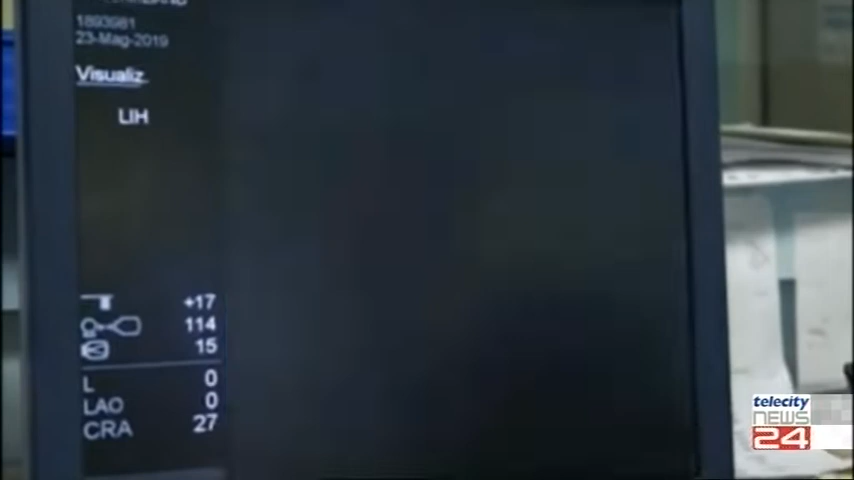 1893981
23-Mag-2019
Visualiz
LIH
+17
114
15
L 0
LAO 0
CRA 27
telecity
NEWS
24